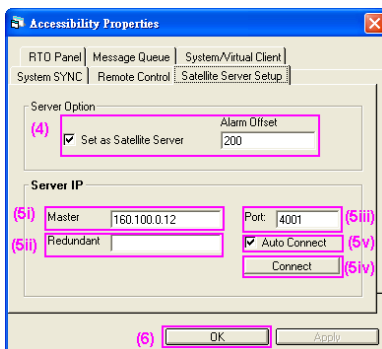 Accessibility Properties
RTO Panel Message Queue System/Virtual Client
System SYNC Remote Control Satellite Server Setup
Server Option
(4) Alarm Offset
Set as Satellite Server 200
Server IP
(5i) Master 160.100.0.12 Port: 4001 (5iii)
(5ii) Redundant Auto Connect (5v)
Connect (5iv)
(6) OK Apply